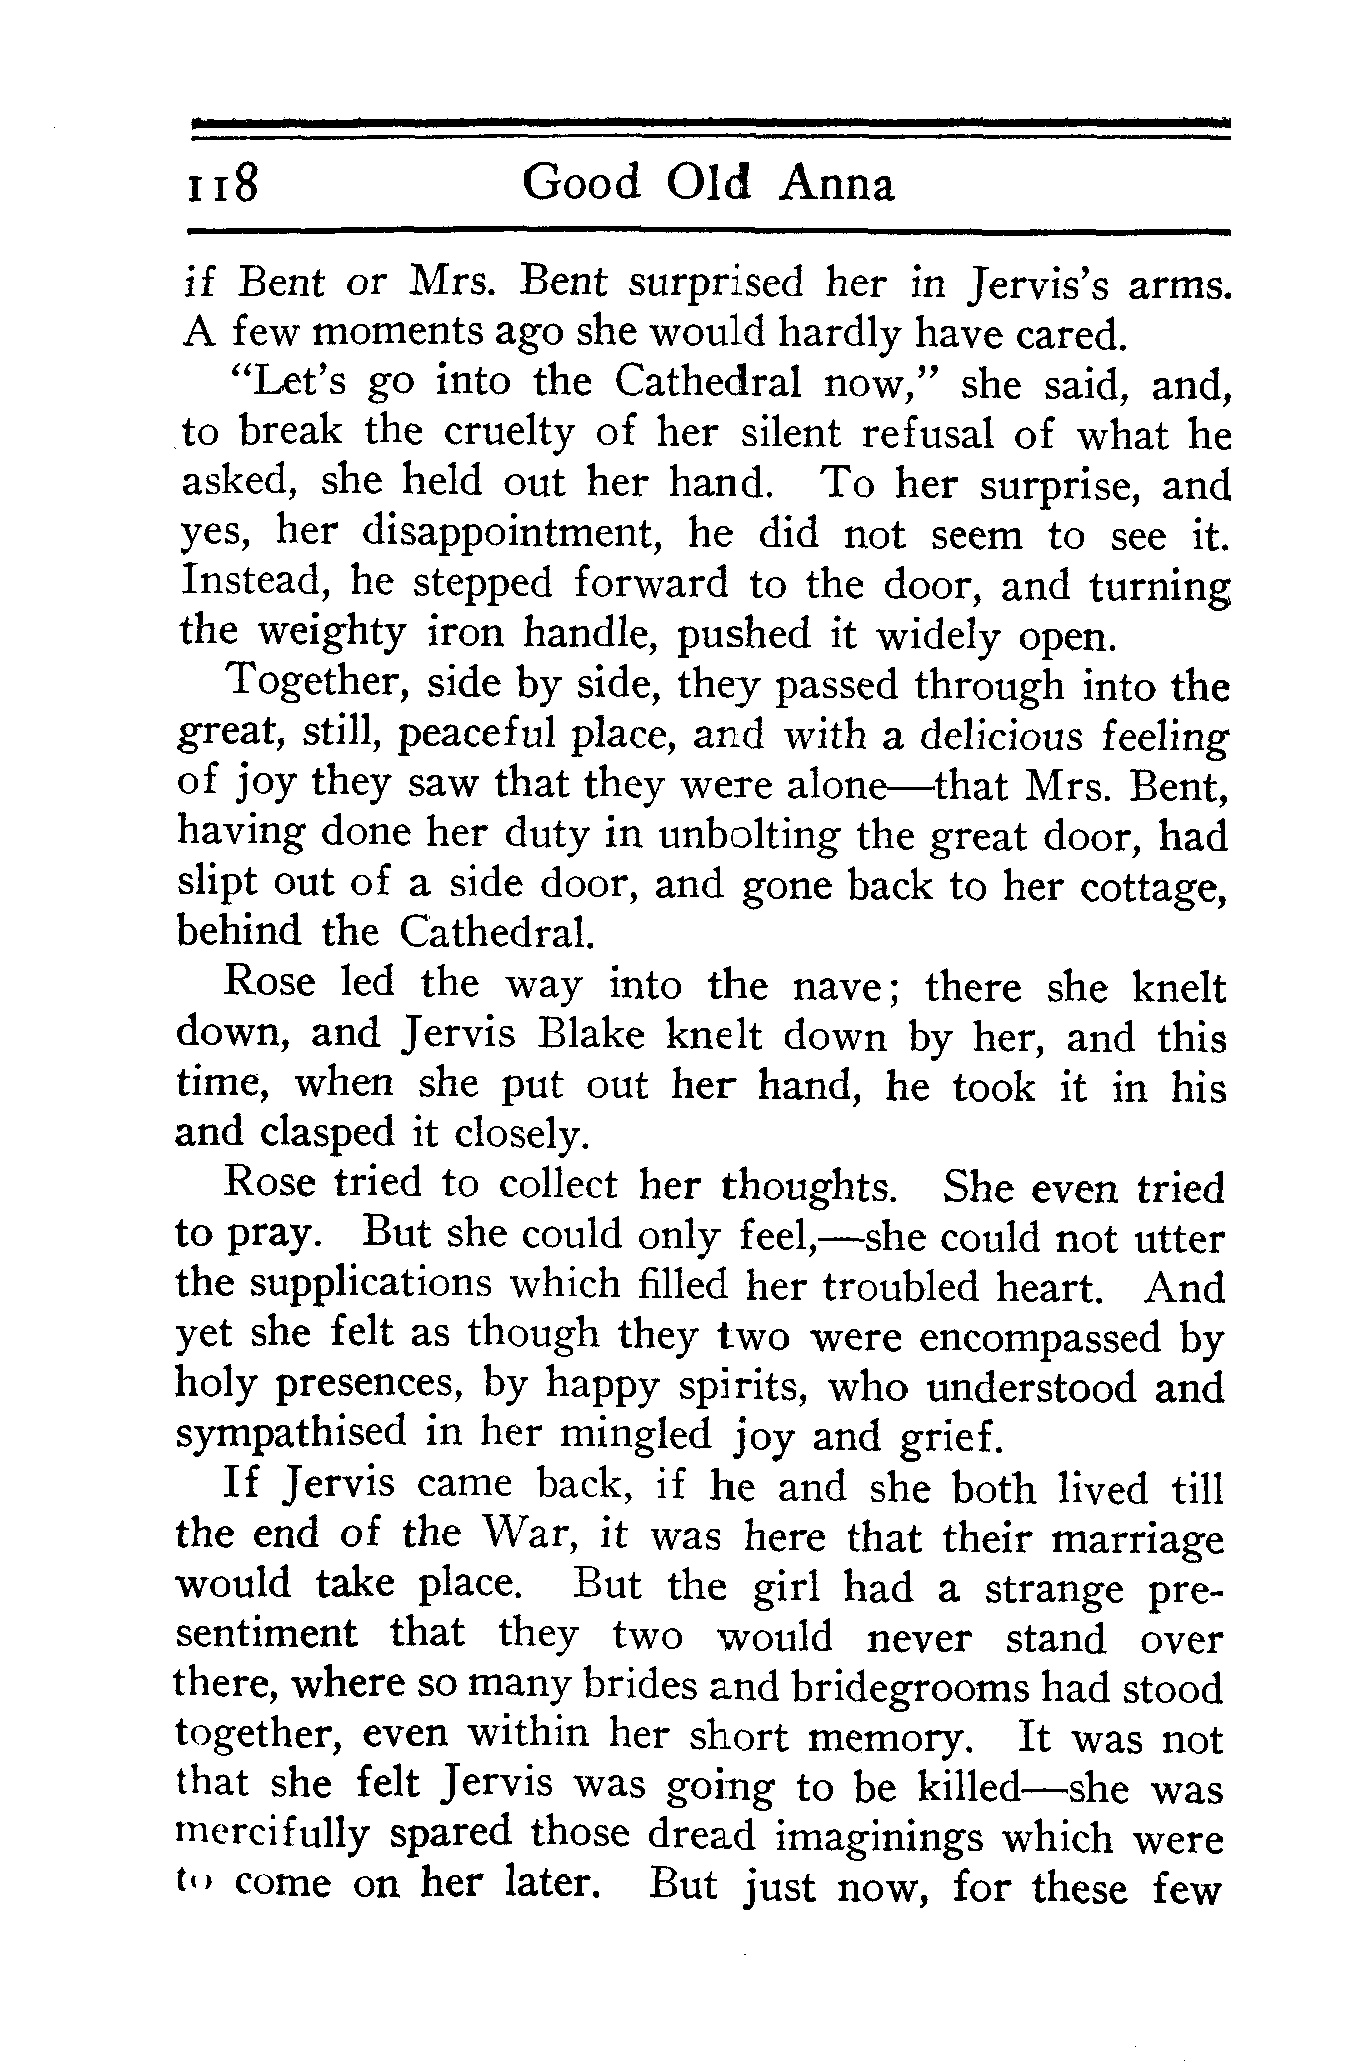 118 Good Old Anna
if Bent or Mrs. Bent surprised her in Jervis's arms.
A few moments ago she would hardly have cared.
"Let's go into the Cathedral now," she said, and,
to break the cruelty of her silent refusal of what he
asked, she held out her hand. To her surprise, and
yes, her disappointment, he did not seem to see it.
Instead, he stepped forward to the door, and turning
the weighty iron handle, pushed it widely open.
Together, side by side, they passed through into the
great, still, peaceful place, and with a delicious feeling
of joy they saw that they were alone—that Mrs. Bent,
having done her duty in unbolting the great door, had
slipt out of a side door, and gone back to her cottage,
behind the Cathedral.
Rose led the way into the nave; there she knelt
down, and Jervis Blake knelt down by her, and this
time, when she put out her hand, he took it in his
and clasped it closely.
Rose tried to collect her thoughts. She even tried
to pray. But she could only feel,—she could not utter
the supplications which filled her troubled heart. And
yet she felt as though they two were encompassed by
holy presences, by happy spirits, who understood and
sympathised in her mingled joy and grief.
If Jervis came back, if he and she both lived till
the end of the War, it was here that their marriage
would take place. But the girl had a strange pre-
sentiment that they two would never stand over
there, where so many brides and bridegrooms had stood
together, even within her short memory. It was not
that she felt Jervis was going to be killed—she was
mercifully spared those dread imaginings which were
to come on her later. But just now, for these few